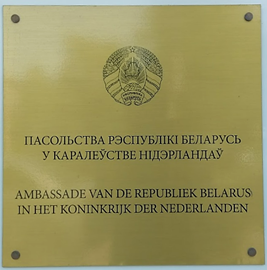 ПАСОЛЬСТВА РЭСПУБЛІКІ БЕЛАРУСЬ
У КАРАЛЕЎСТВЕ НІДЭРЛАНДАЎ
AMBASSADE VAN DE REPUBLIEK BELARUS
IN HET KONINKRIJK DER NEDERLANDEN